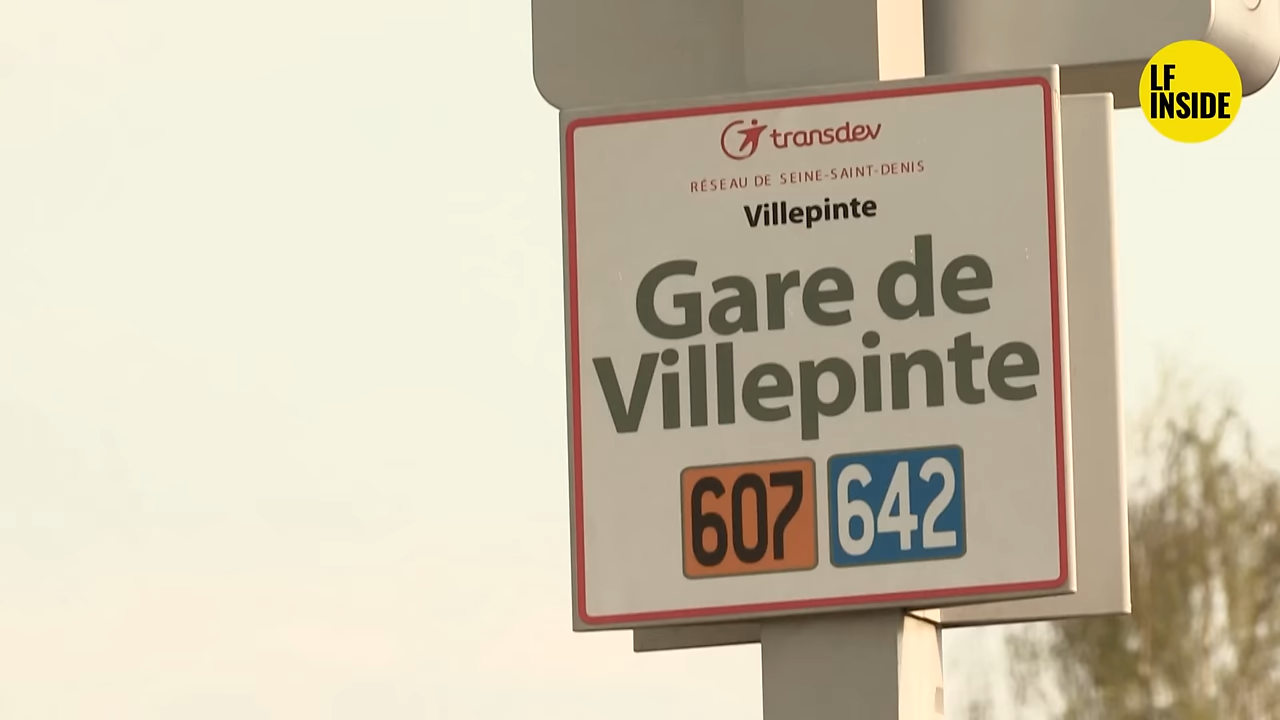 LF
INSIDE
transdev
RÉSEAU DE SEINE-SAINT-DENIS
Villepinte
Gare de
Villepinte
607 642